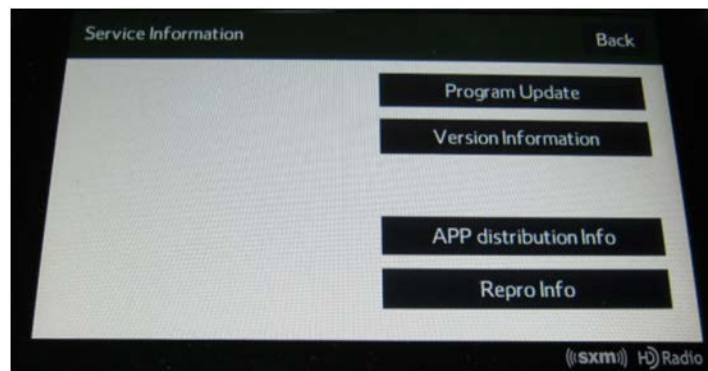 Service Information
Back
Program Update
Version Information
APP distribution Info
Repro Info
((sxm)) HD Radio